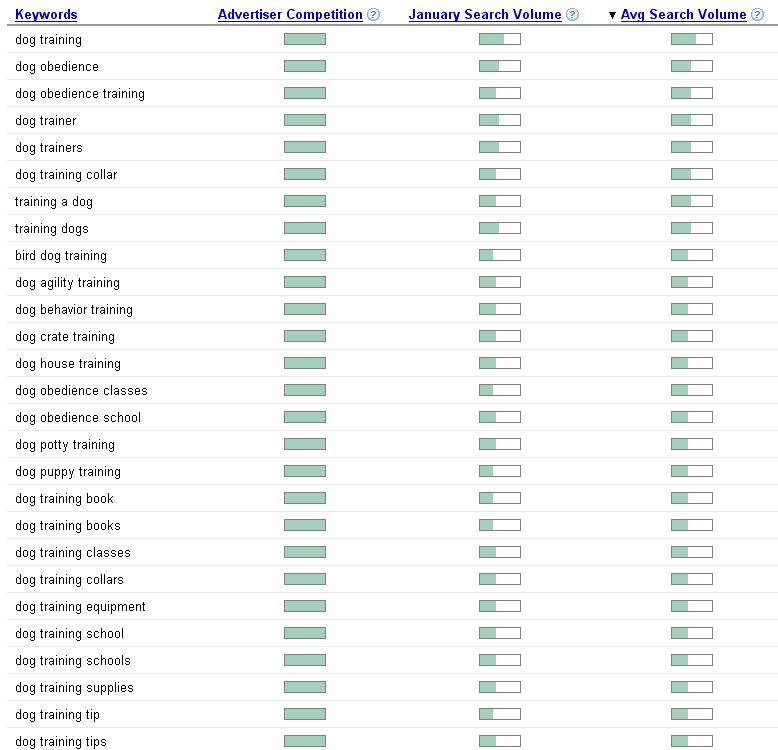 Keywords Advertiser Competition ? January Search Volume ? ▼ Avg Search Volume ?
dog training
dog obedience
dog obedience training
dog trainer
dog trainers
dog training collar
training a dog
training dogs
bird dog training
dog agility training
dog behavior training
dog crate training
dog house training
dog obedience classes
dog obedience school
dog potty training
dog puppy training
dog training book
dog training books
dog training classes
dog training collars
dog training equipment
dog training school
dog training schools
dog training supplies
dog training tip
dog training tips